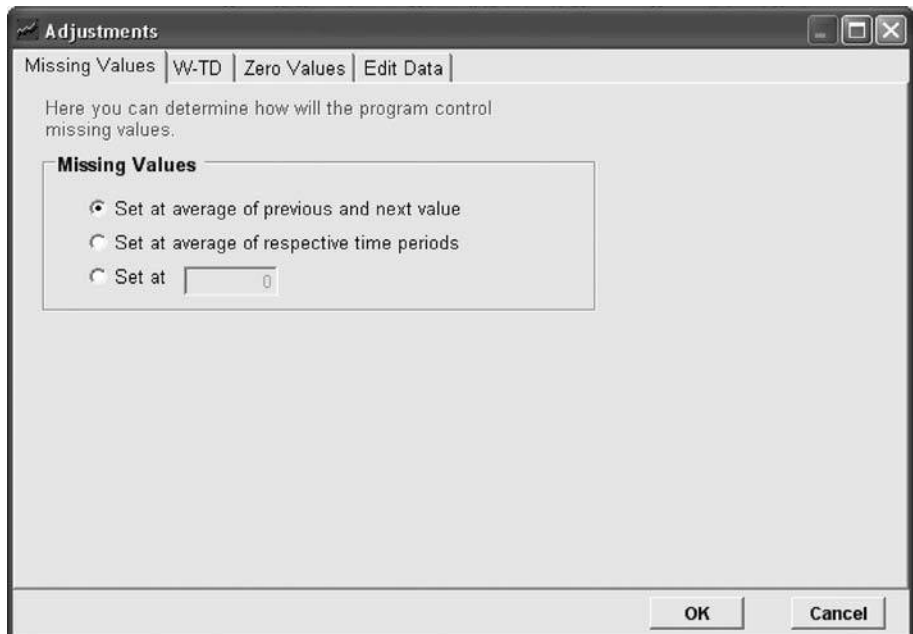 Adjustments
Missing Values W-TD Zero Values Edit Data
Here you can determine how will the program control
missing values.
Missing Values
Set at average of previous and next value
Set at average of respective time periods
Set at 0
OK Cancel